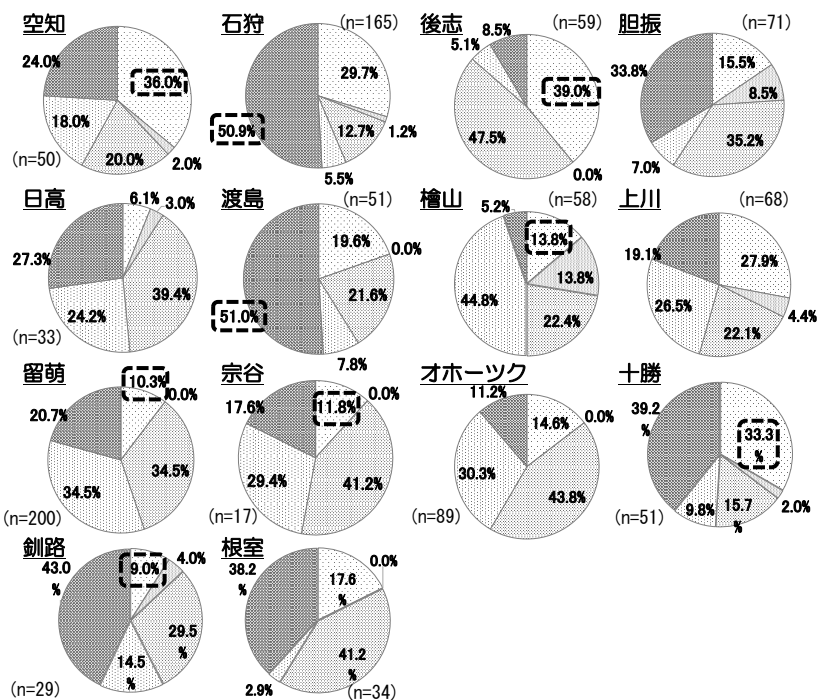 空知
24.0%
36.0%
18.0%
20.0%
2.0%
(n=50)
石狩
(n=165)
29.7%
50.9%
12.7%
1.2%
5.5%
後志
(n=59)
8.5%
5.1%
39.0%
47.5%
0.0%
胆振
(n=71)
15.5%
33.8%
8.5%
35.2%
7.0%
日高
6.1%
3.0%
27.3%
39.4%
24.2%
(n=33)
渡島
(n=51)
19.6%
0.0%
21.6%
51.0%
7.8%
檜山
(n=58)
5.2%
13.8%
13.8%
44.8%
22.4%
上川
(n=68)
19.1%
27.9%
26.5%
4.4%
22.1%
留萌
10.3%
0.0%
20.7%
34.5%
34.5%
(n=200)
宗谷
0.0%
17.6%
11.8%
29.4%
41.2%
(n=17)
オホーツク
11.2%
14.6%
0.0%
30.3%
43.8%
(n=89)
十勝
39.2
%
33.3
%
9.8%
15.7
%
2.0%
(n=51)
釧路
43.0
%
9.0%
4.0%
29.5
%
14.5
%
(n=29)
根室
38.2
%
0.0%
17.6
%
41.2
%
2.9%
(n=34)